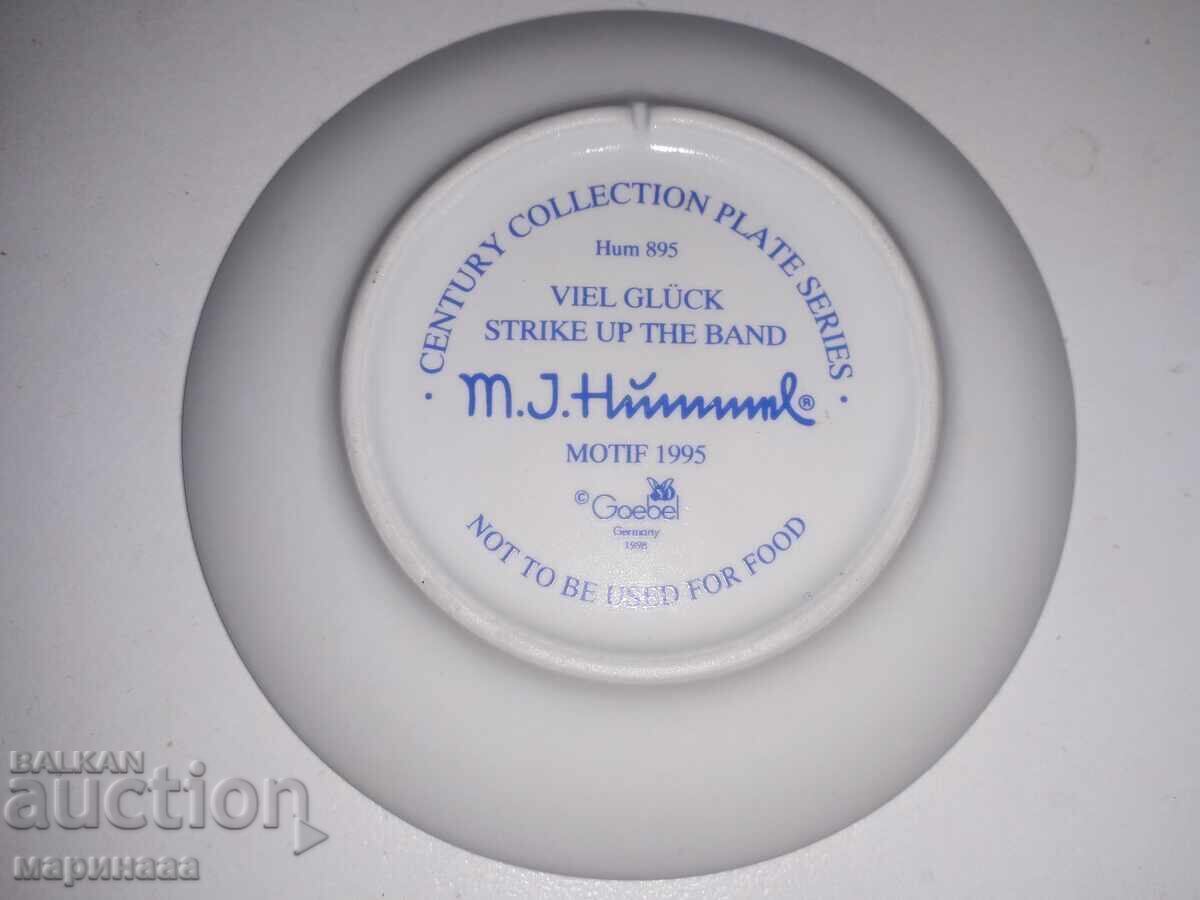 · CENTURY COLLECTION PLATE SERIES ·
Hum 895
VIEL GLÜCK
STRIKE UP THE BAND
M.J.Hummel®
MOTIF 1995
© Goebel
Germany
1998
NOT TO BE USED FOR FOOD
BALKAN
auction
маринааа